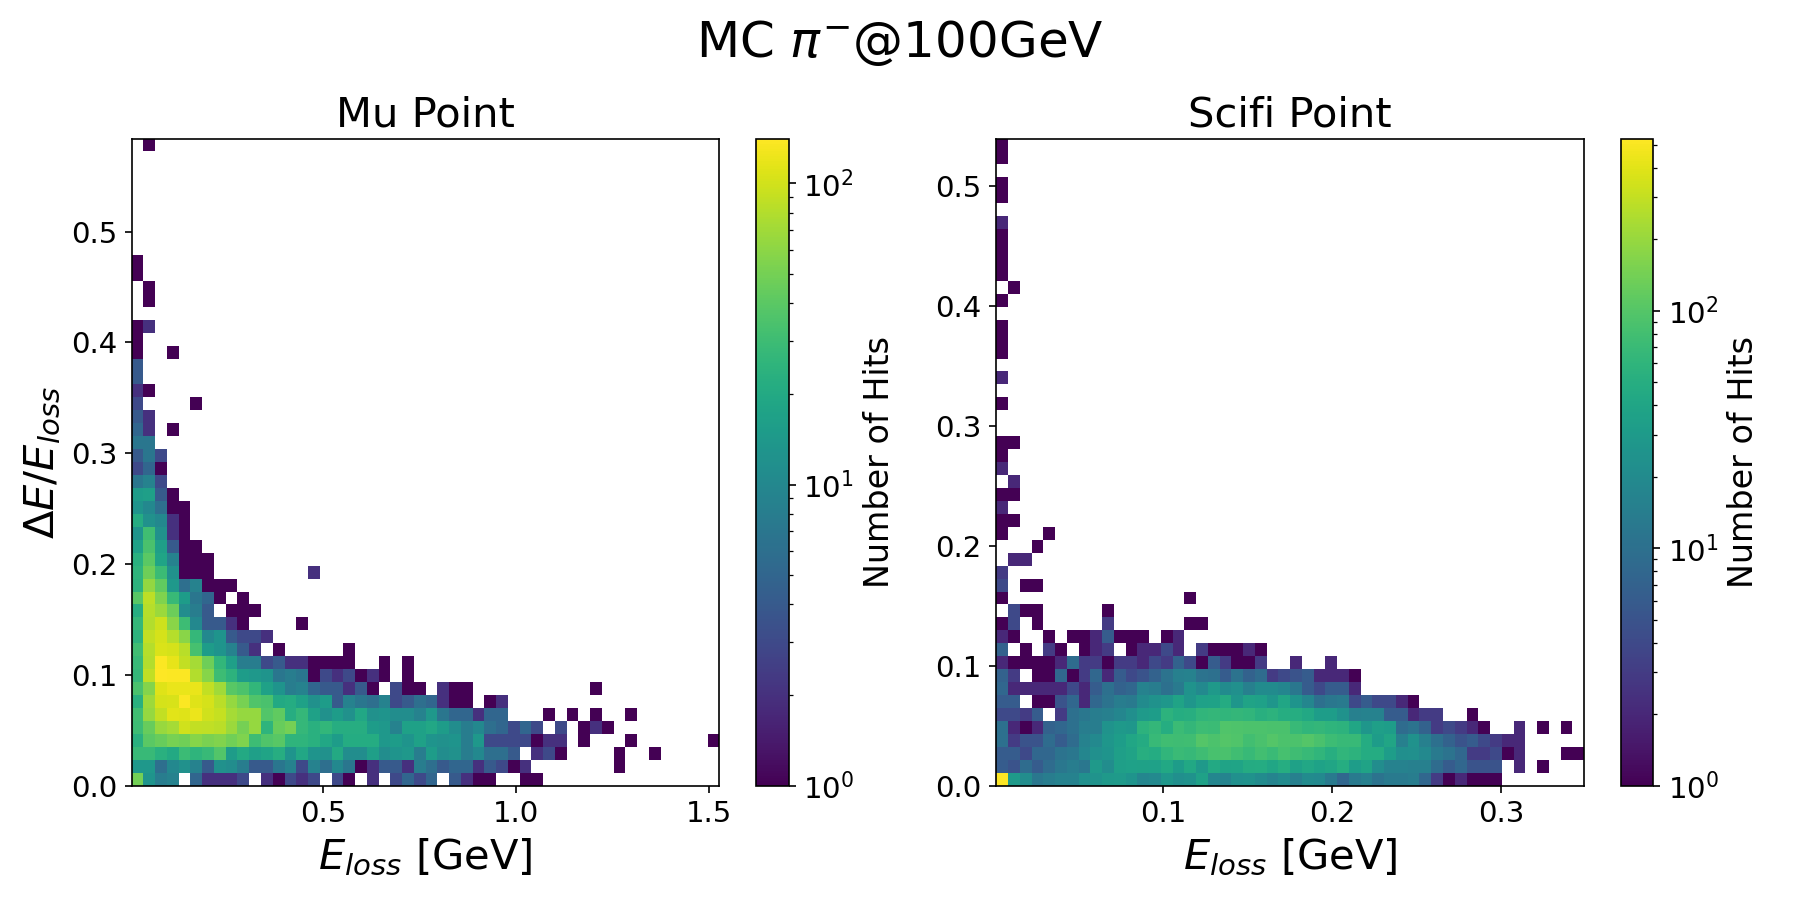 MC π⁻@100GeV
Mu Point
Scifi Point
ΔE/E_loss
0.5
0.4
0.3
0.2
0.1
0.0
0.5 1.0 1.5
E_loss [GeV]
10²
10¹
10⁰
Number of Hits
0.5
0.4
0.3
0.2
0.1
0.0
0.1 0.2 0.3
E_loss [GeV]
10²
10¹
10⁰
Number of Hits